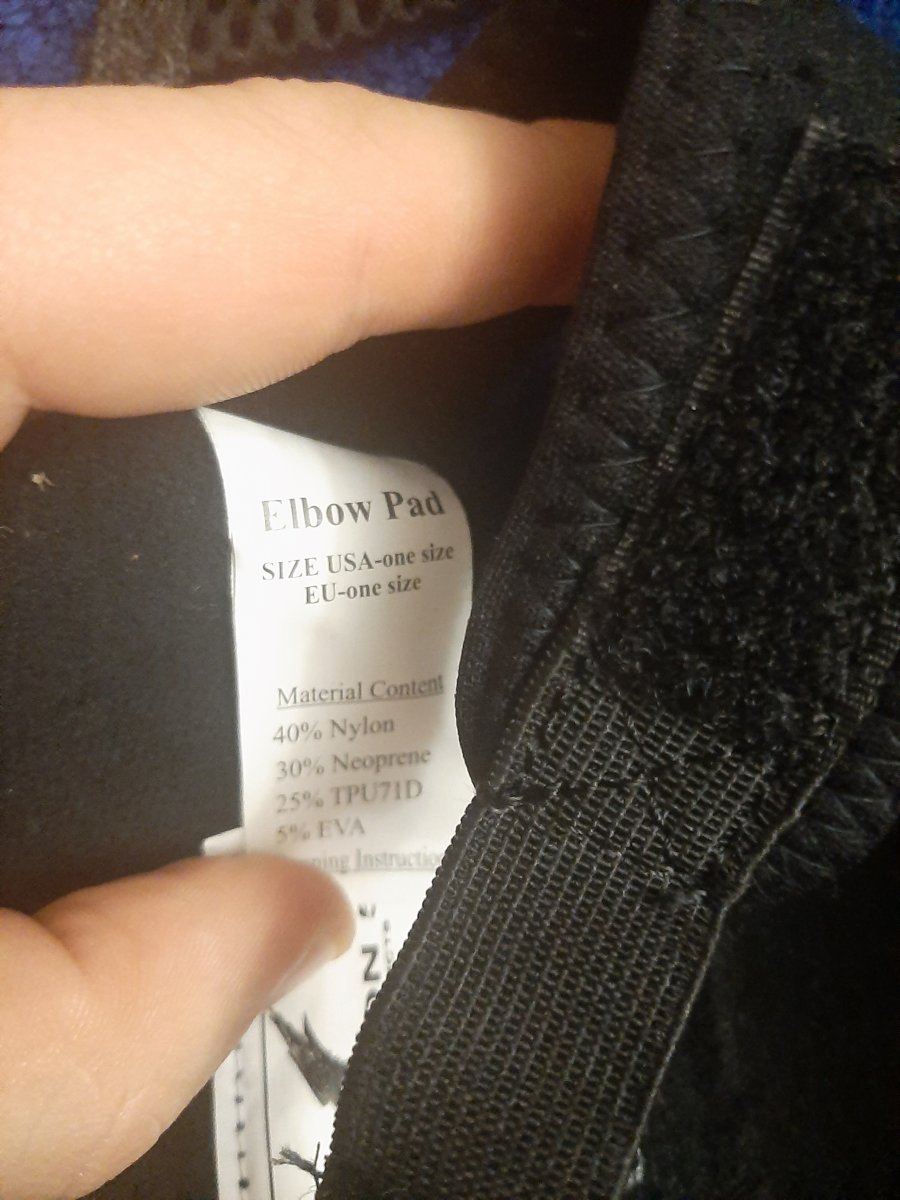 Elbow Pad
SIZE USA-one size
EU-one size
Material Content
40% Nylon
30% Neoprene
25% TPU71D
5% EVA